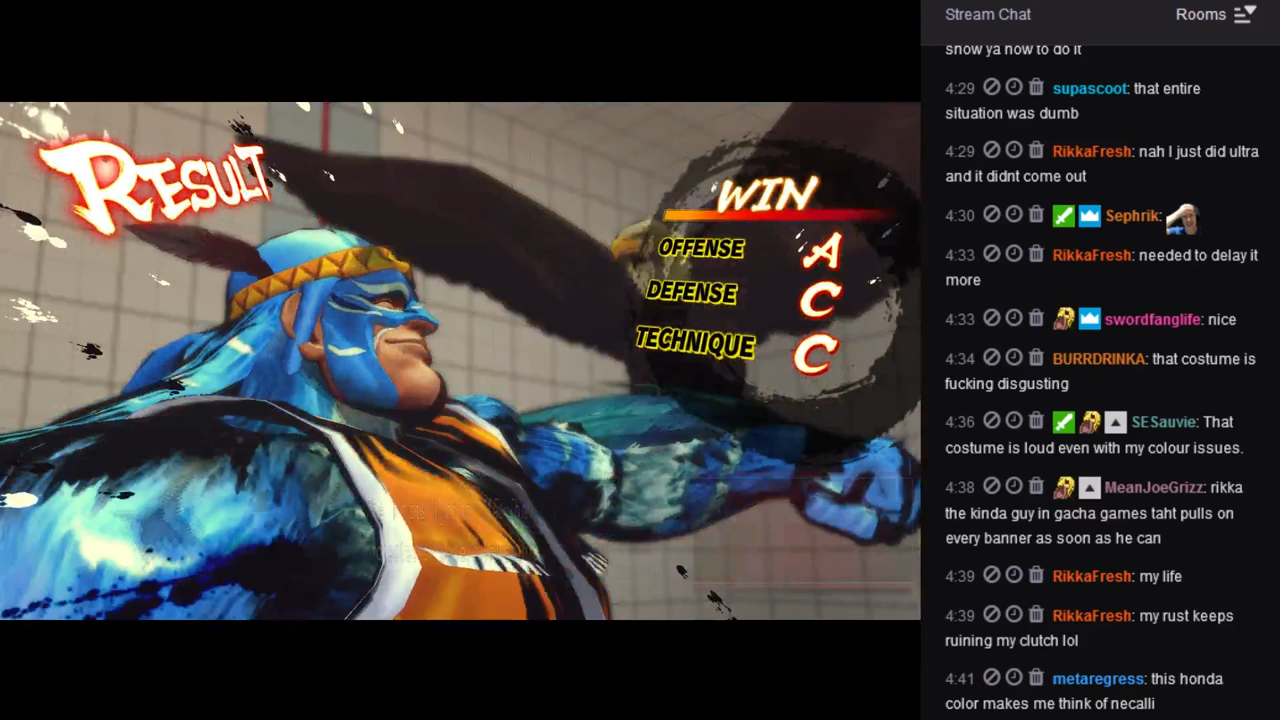 Stream Chat
Rooms
show ya how to do it
4:29 supascoot: that entire
situation was dumb
4:29 RikkaFresh: nah I just did ultra
and it didnt come out
4:30 Sephrik:
4:33 RikkaFresh: needed to delay it
more
4:33 swordfanglife: nice
4:34 BURRDRINKA: that costume is
fucking disgusting
4:36 SESauvie: That
costume is loud even with my colour issues.
4:38 MeanJoeGrizz: rikka
the kinda guy in gacha games taht pulls on
every banner as soon as he can
4:39 RikkaFresh: my life
4:39 RikkaFresh: my rust keeps
ruining my clutch lol
4:41 metaregress: this honda
color makes me think of necalli
RESULT
WIN
OFFENSE A
DEFENSE C
TECHNIQUE C